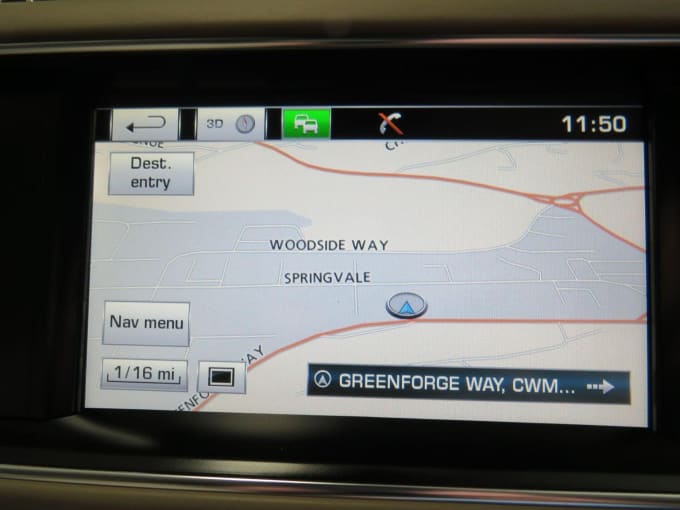 3D
11:50
Dest.
entry
WOODSIDE WAY
SPRINGVALE
Nav menu
1/16 mi
GREENFORGE WAY, CWM...